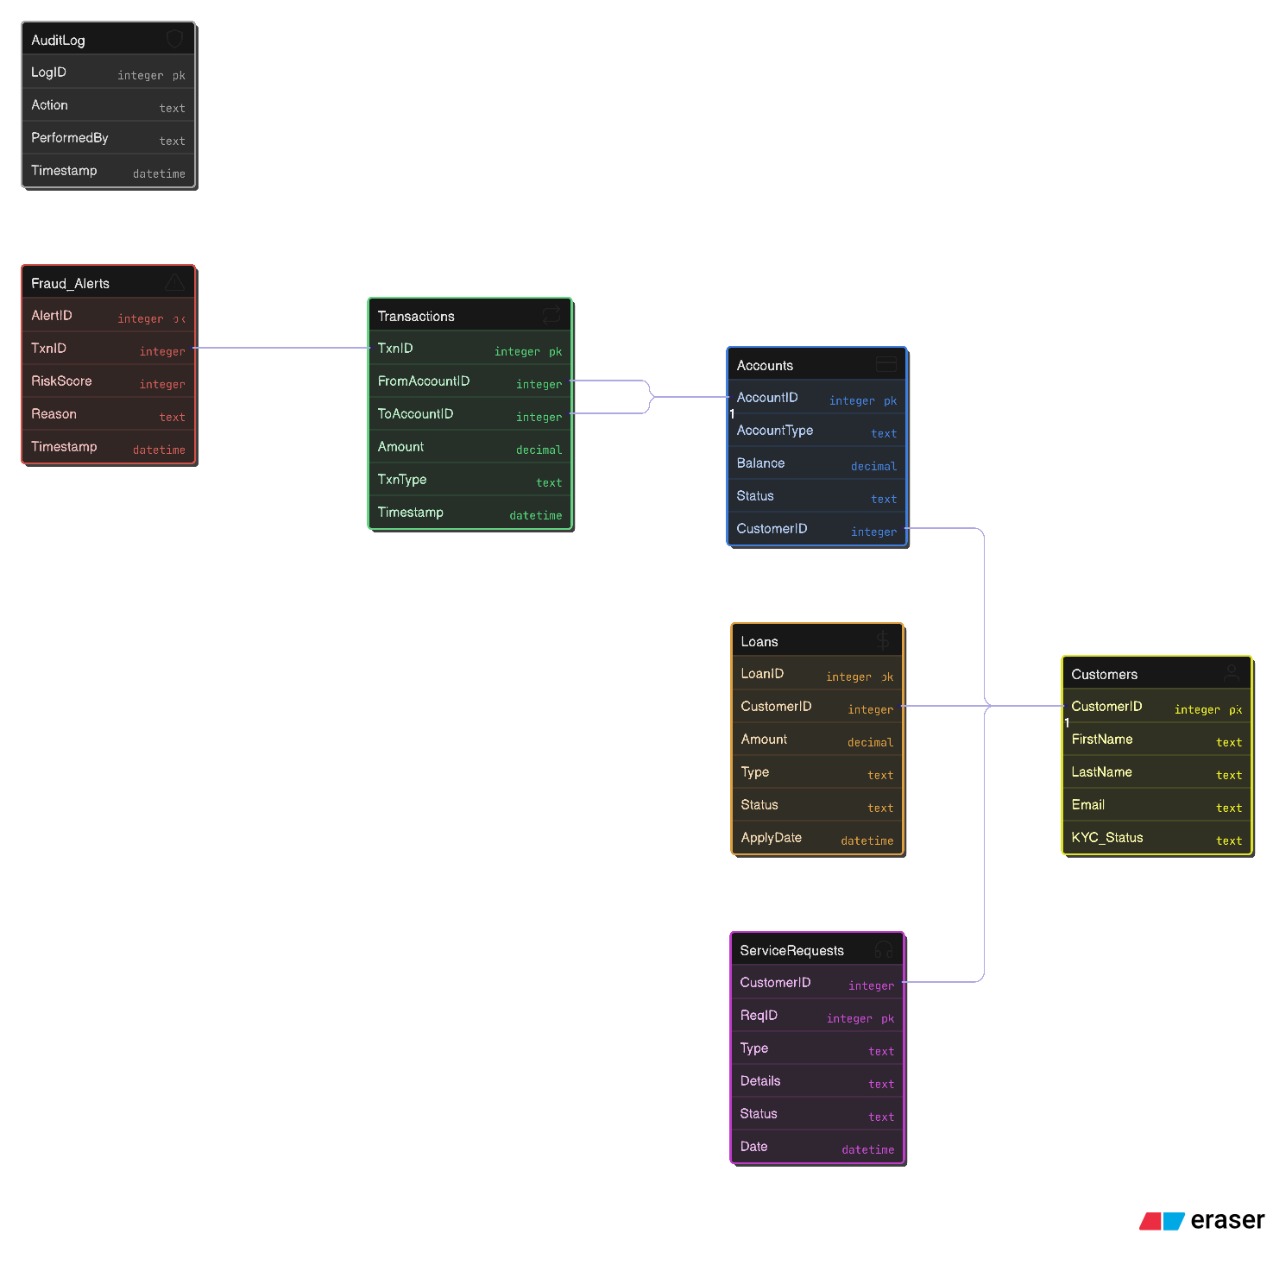 AuditLog
LogID integer pk
Action text
PerformedBy text
Timestamp datetime
Fraud_Alerts
AlertID integer pk
TxnID integer
RiskScore integer
Reason text
Timestamp datetime
Transactions
TxnID integer pk
FromAccountID integer
ToAccountID integer
Amount decimal
TxnType text
Timestamp datetime
Accounts
AccountID integer pk
1
AccountType text
Balance decimal
Status text
CustomerID integer
Loans
LoanID integer pk
CustomerID integer
Amount decimal
Type text
Status text
ApplyDate datetime
Customers
CustomerID integer pk
1
FirstName text
LastName text
Email text
KYC_Status text
ServiceRequests
CustomerID integer
ReqID integer pk
Type text
Details text
Status text
Date datetime
eraser